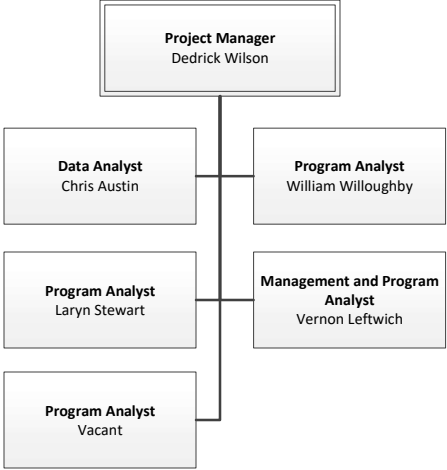 Project Manager
Dedrick Wilson
Data Analyst
Chris Austin
Program Analyst
William Willoughby
Program Analyst
Laryn Stewart
Management and Program
Analyst
Vernon Leftwich
Program Analyst
Vacant